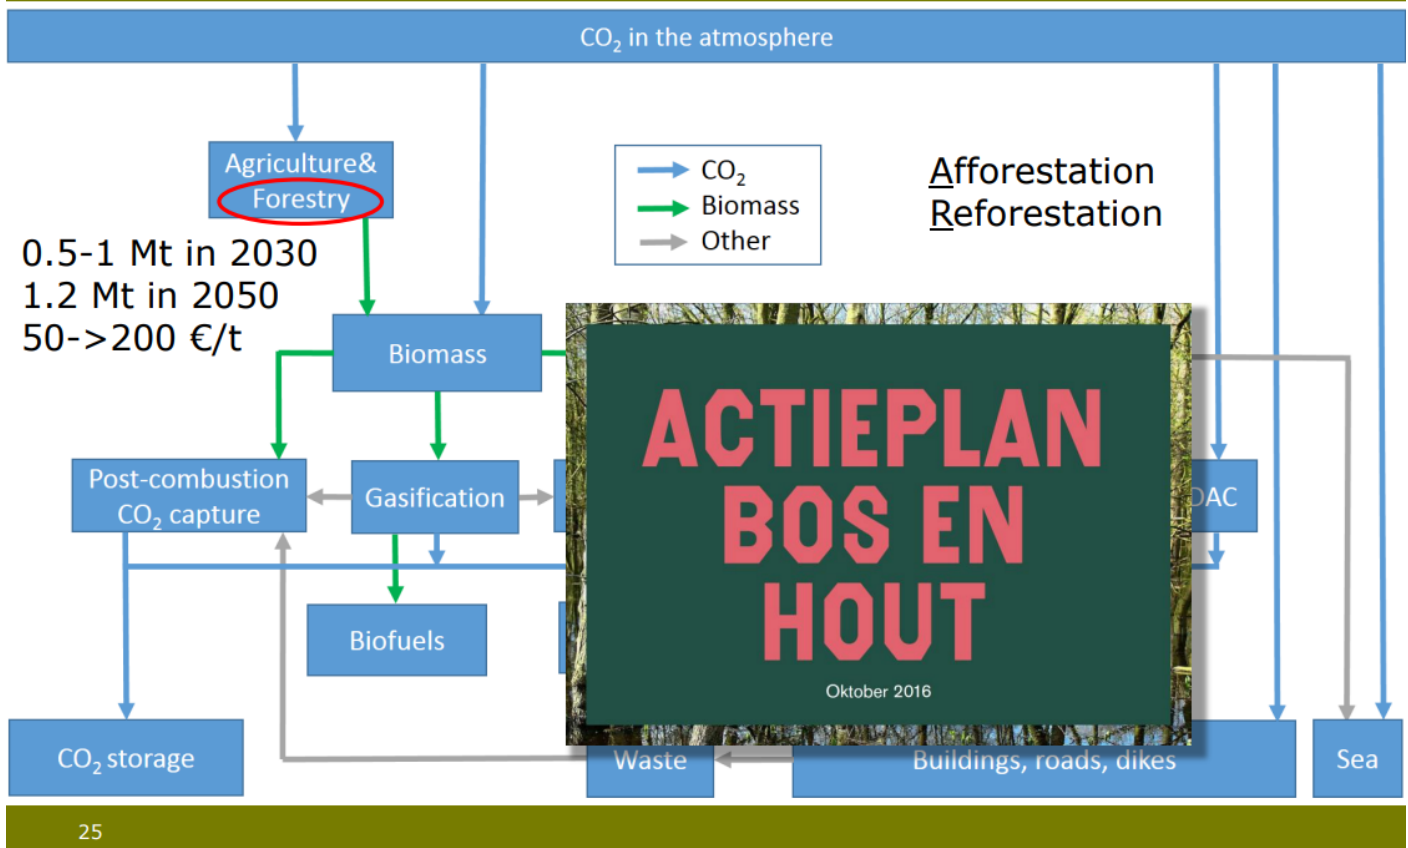 CO₂ in the atmosphere
Agriculture&
Forestry
CO₂
Biomass
Other
Afforestation
Reforestation
0.5-1 Mt in 2030
1.2 Mt in 2050
50->200 €/t
Biomass
ACTIEPLAN
BOS EN
HOUT
Oktober 2016
Post-combustion
CO₂ capture
Gasification
DAC
Biofuels
CO₂ storage
Waste
Buildings, roads, dikes
Sea
25